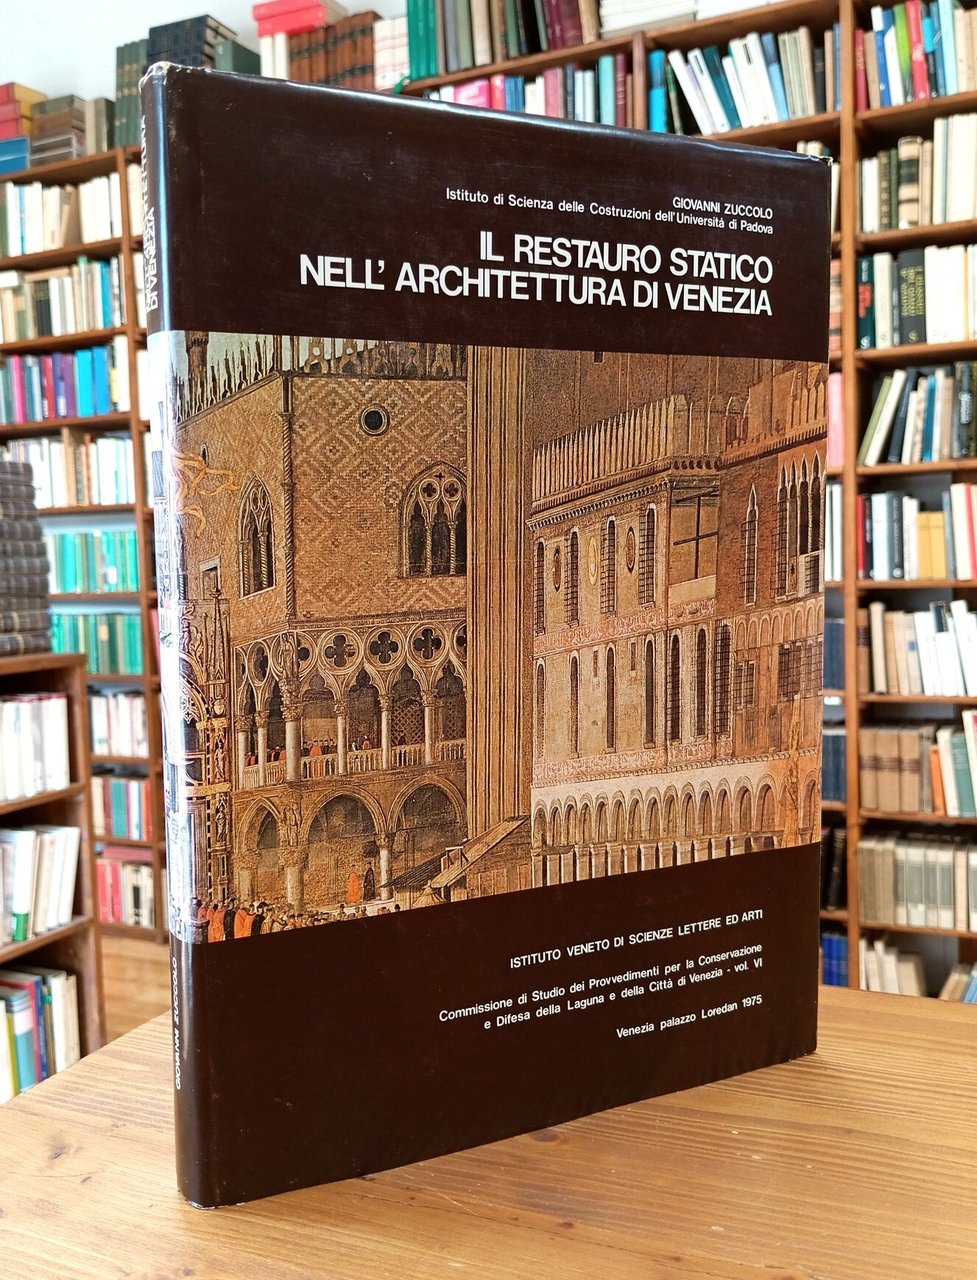 GIOVANNI ZUCCOLO
Istituto di Scienza delle Costruzioni dell'Università di Padova
IL RESTAURO STATICO
NELL' ARCHITETTURA DI VENEZIA
ISTITUTO VENETO DI SCIENZE LETTERE ED ARTI
Commissione di Studio dei Provvedimenti per la Conservazione
e Difesa della Laguna e della Città di Venezia - vol. VI
Venezia palazzo Loredan 1975
DI VENEZIA
GIOVANNI ZUCCOLO